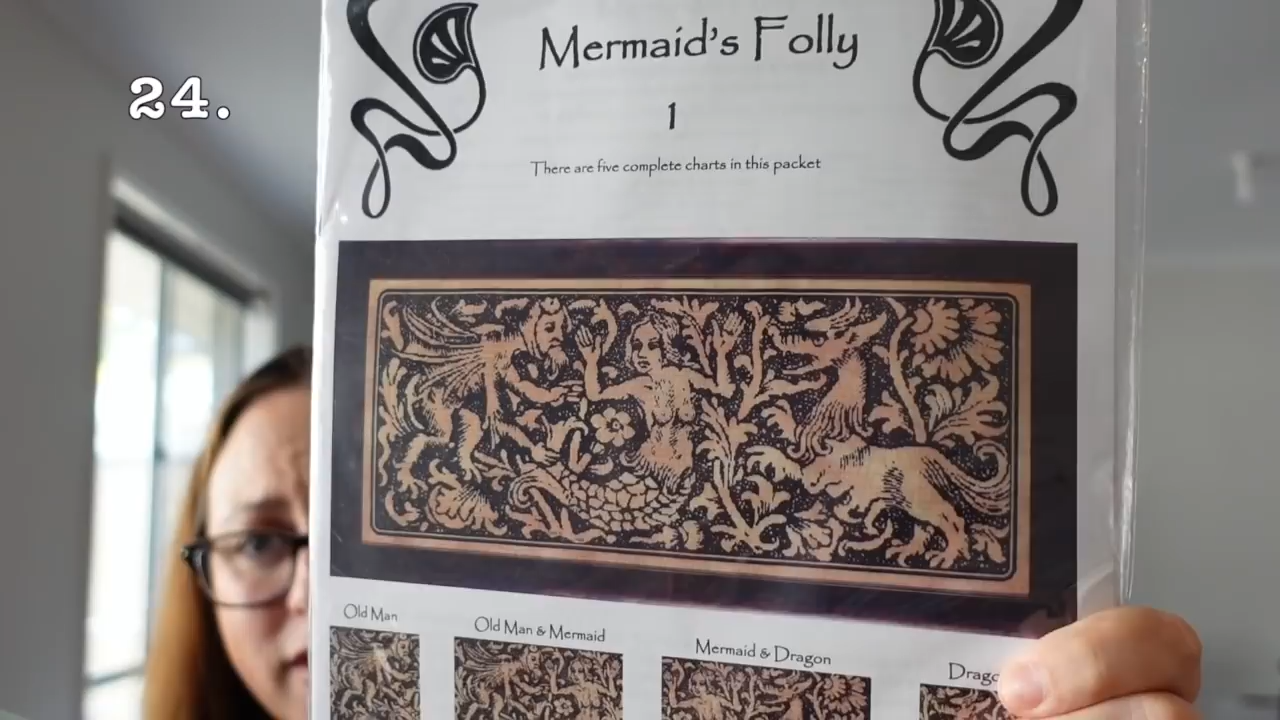 24.
Mermaid's Folly
1
There are five complete charts in this packet
Old Man
Old Man & Mermaid
Mermaid & Dragon